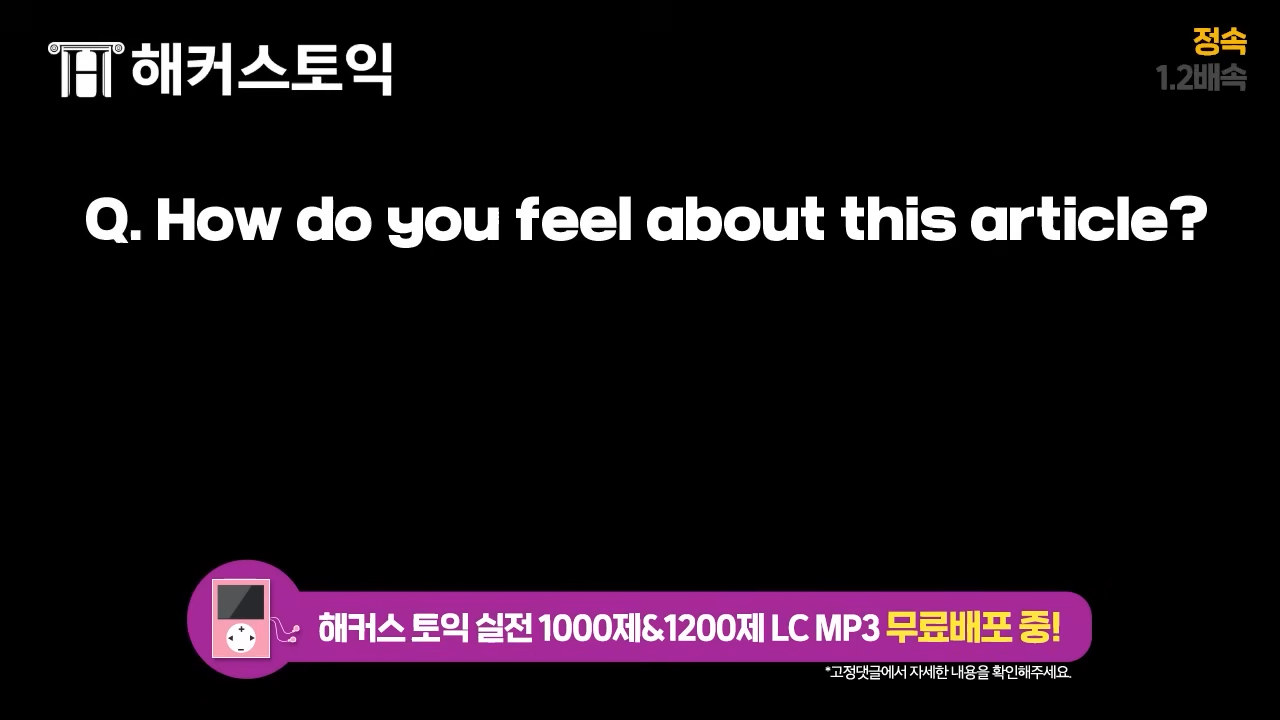 해커스토익
정속
1.2배속
Q. How do you feel about this article?
해커스 토익 실전 1000제&1200제 LC MP3 무료배포 중!
*고정댓글에서 자세한 내용을 확인해주세요.